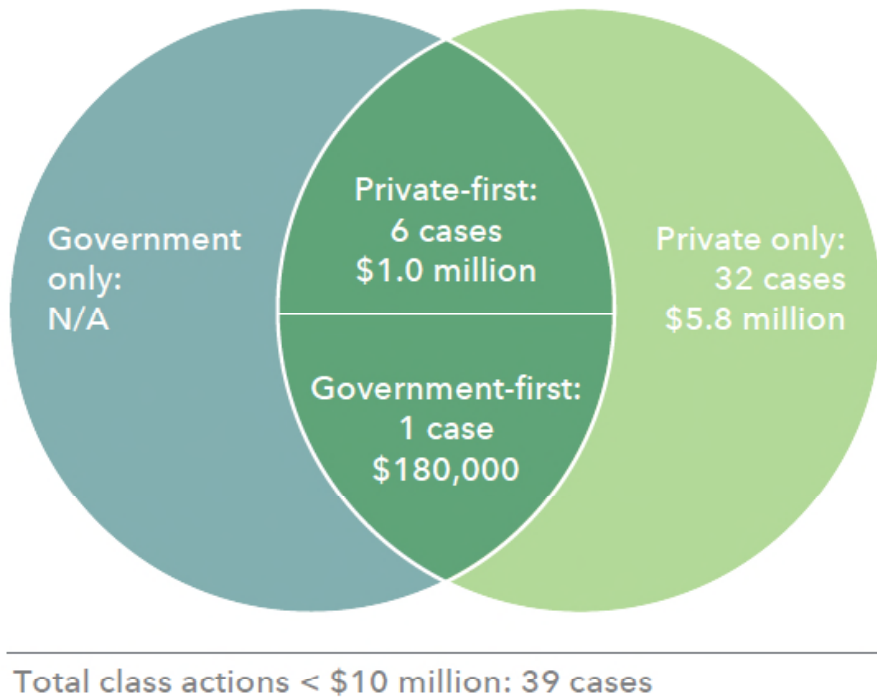 Government
only:
N/A
Private-first:
6 cases
$1.0 million
Government-first:
1 case
$180,000
Private only:
32 cases
$5.8 million
Total class actions < $10 million: 39 cases